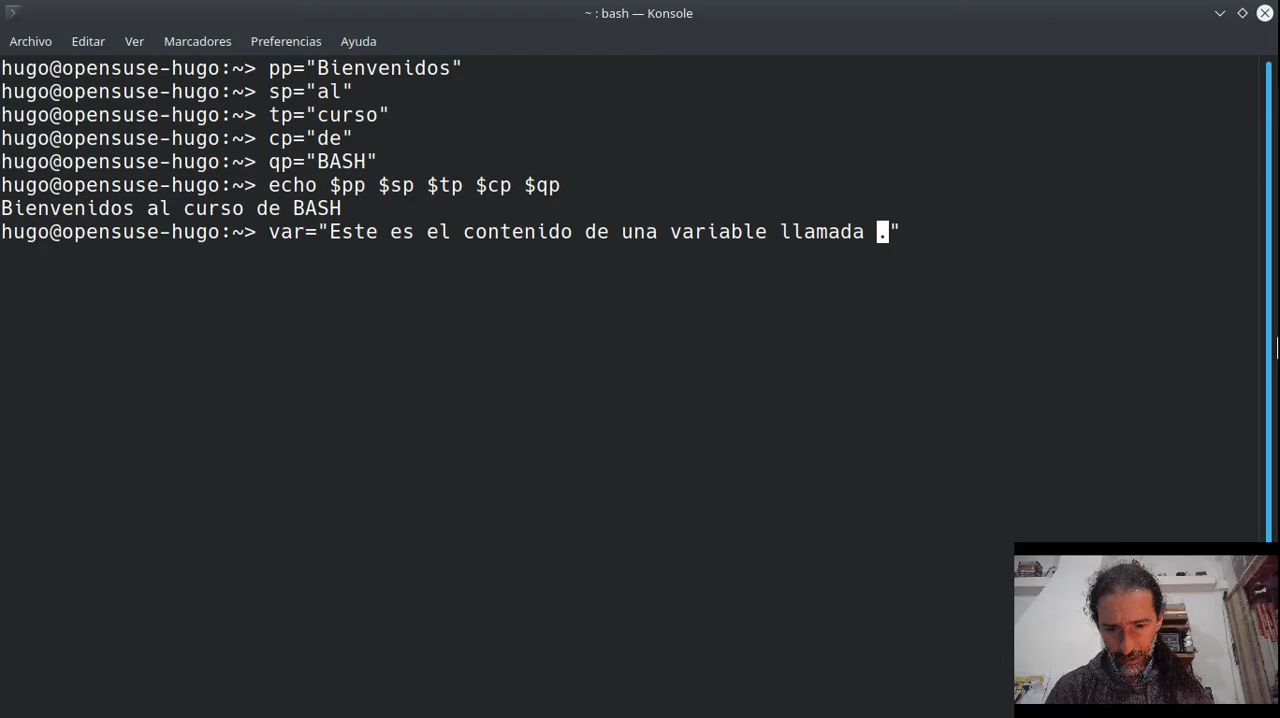 ~ : bash — Konsole
Archivo Editar Ver Marcadores Preferencias Ayuda
hugo@opensuse-hugo:~> pp="Bienvenidos"
hugo@opensuse-hugo:~> sp="al"
hugo@opensuse-hugo:~> tp="curso"
hugo@opensuse-hugo:~> cp="de"
hugo@opensuse-hugo:~> qp="BASH"
hugo@opensuse-hugo:~> echo $pp $sp $tp $cp $qp
Bienvenidos al curso de BASH
hugo@opensuse-hugo:~> var="Este es el contenido de una variable llamada ."